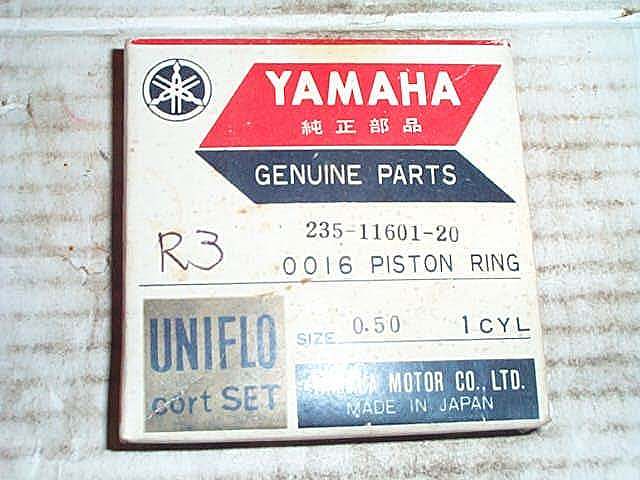 YAMAHA
純正部品
GENUINE PARTS
235-11601-20
R3
0016 PISTON RING
UNIFLO
cort SET
SIZE 0.50 1 CYL
MOTOR CO., LTD.
MADE IN JAPAN